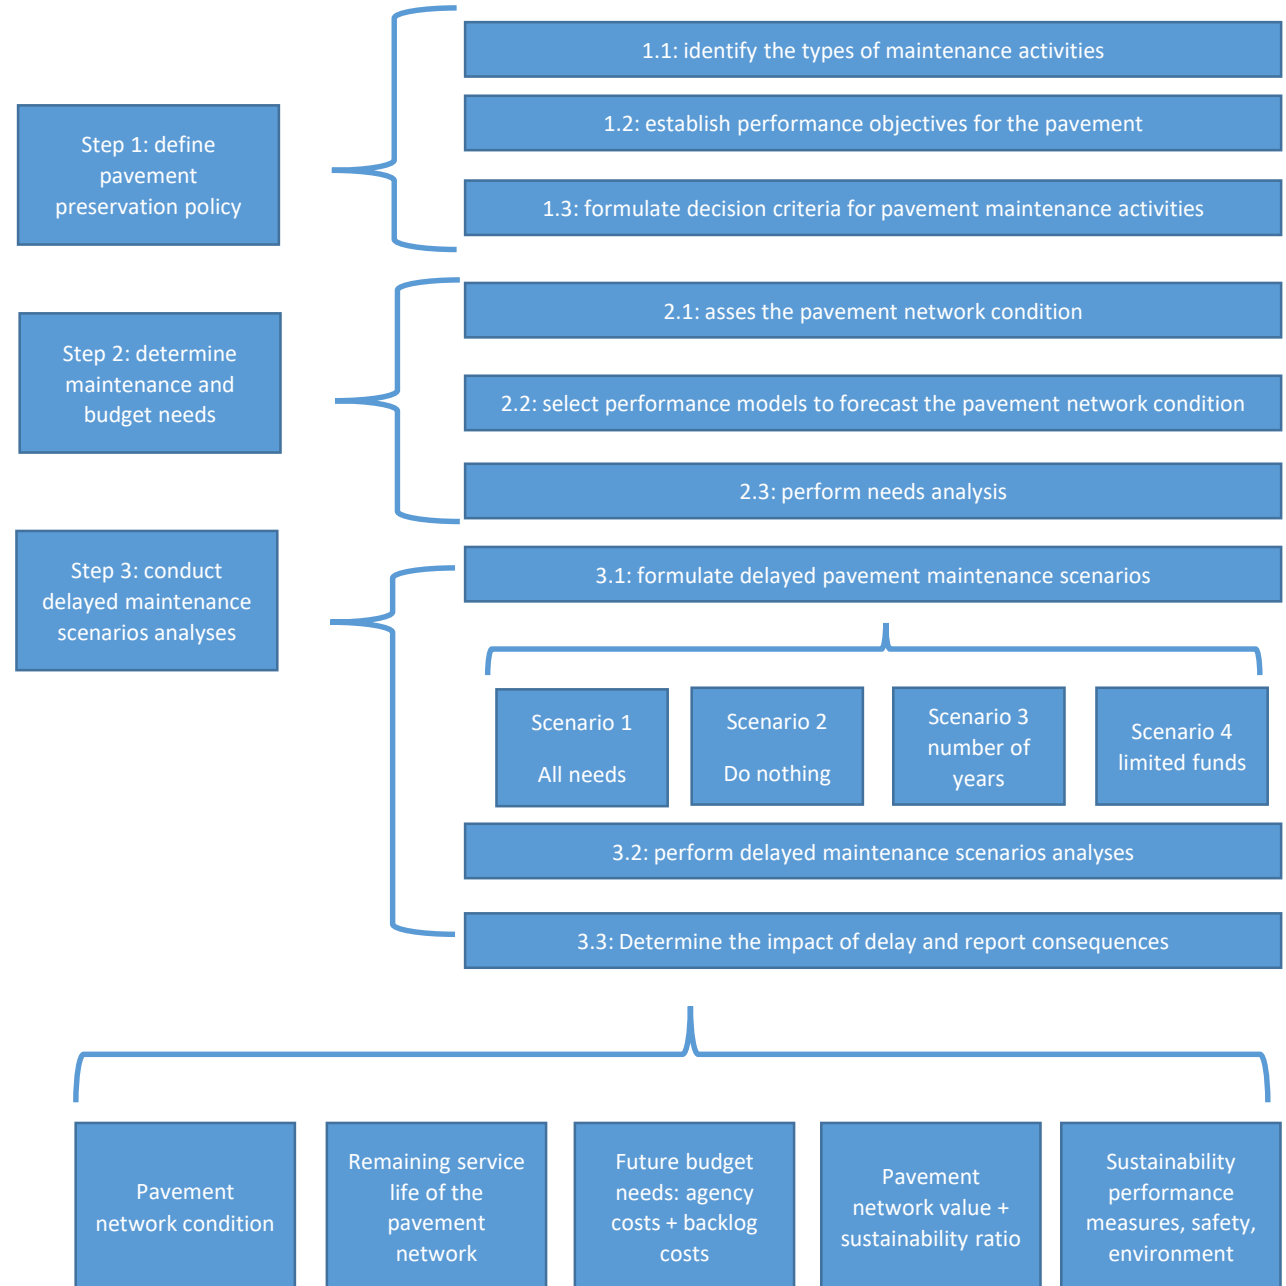 Step 1: define
pavement
preservation policy
1.1: identify the types of maintenance activities
1.2: establish performance objectives for the pavement
1.3: formulate decision criteria for pavement maintenance activities
Step 2: determine
maintenance and
budget needs
2.1: asses the pavement network condition
2.2: select performance models to forecast the pavement network condition
2.3: perform needs analysis
Step 3: conduct
delayed maintenance
scenarios analyses
3.1: formulate delayed pavement maintenance scenarios
Scenario 1
All needs
Scenario 2
Do nothing
Scenario 3
number of
years
Scenario 4
limited funds
3.2: perform delayed maintenance scenarios analyses
3.3: Determine the impact of delay and report consequences
Pavement
network condition
Remaining service
life of the
pavement
network
Future budget
needs: agency
costs + backlog
costs
Pavement
network value +
sustainability ratio
Sustainability
performance
measures, safety,
environment